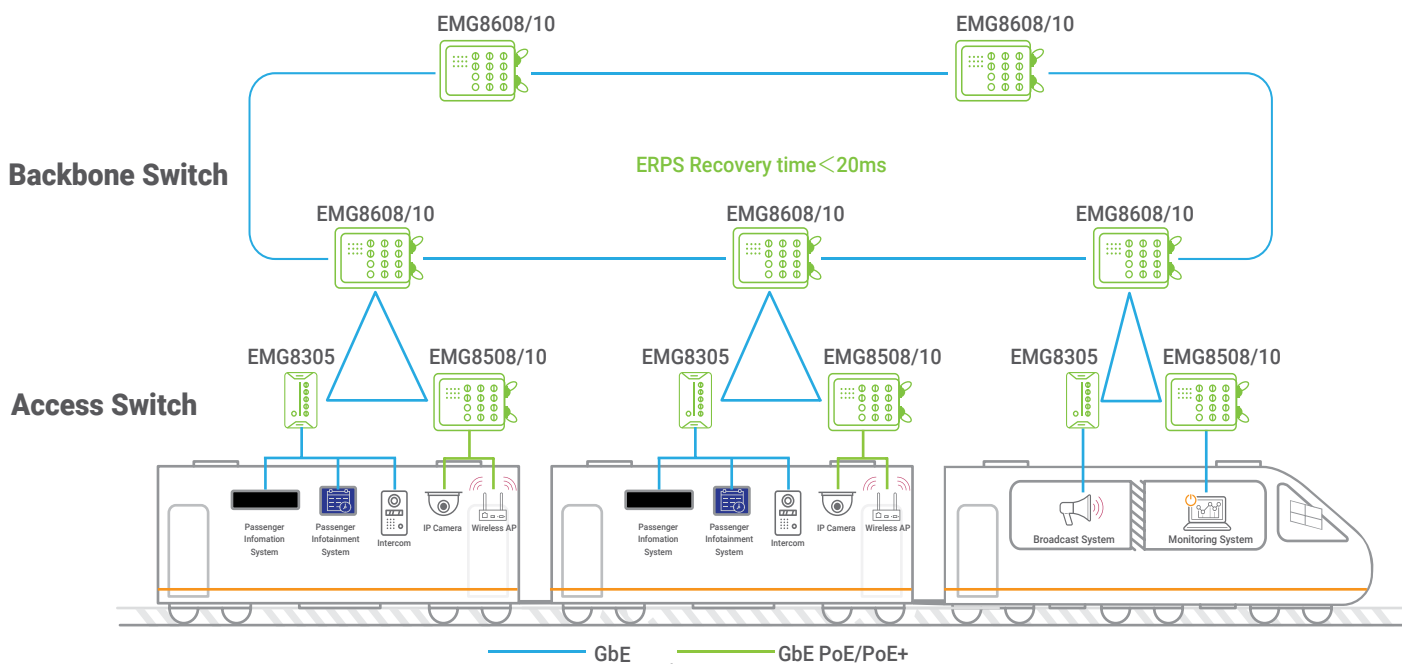 EMG8608/10
EMG8608/10
Backbone Switch
ERPS Recovery time＜20ms
EMG8608/10
EMG8608/10
EMG8608/10
Access Switch
EMG8305
EMG8508/10
EMG8305
EMG8508/10
EMG8305
EMG8508/10
Passenger
Infomation
System
Passenger
Infotainment
System
Intercom
IP Camera
Wireless AP
Passenger
Infomation
System
Passenger
Infotainment
System
Intercom
IP Camera
Wireless AP
Broadcast System
Monitoring System
GbE
GbE PoE/PoE+